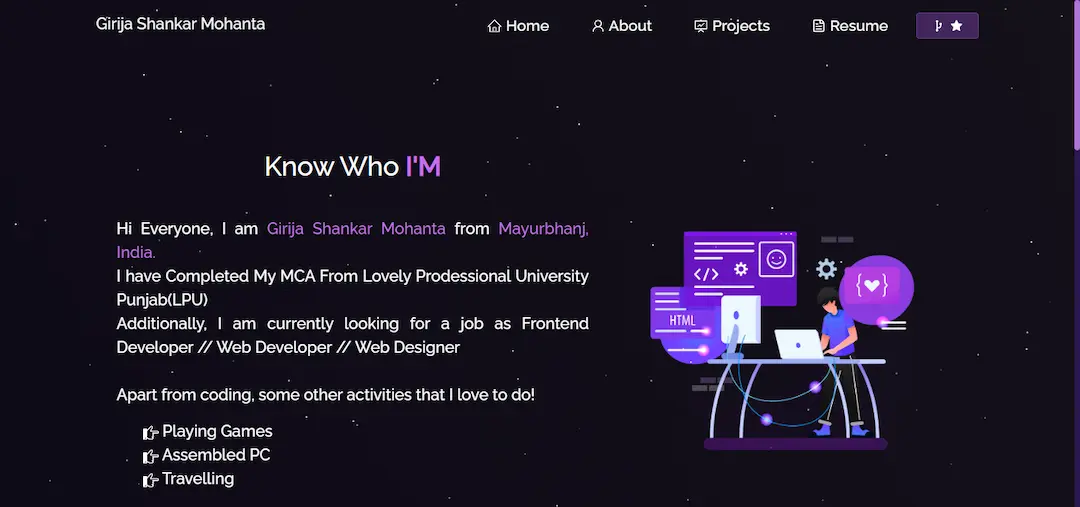 Girija Shankar Mohanta
Home
About
Projects
Resume
Know Who I'M
Hi Everyone, I am Girija Shankar Mohanta from Mayurbhanj,
India.
I have Completed My MCA From Lovely Prodessional University
Punjab(LPU)
Additionally, I am currently looking for a job as Frontend
Developer // Web Developer // Web Designer
Apart from coding, some other activities that I love to do!
Playing Games
Assembled PC
Travelling
</>
{ }
HTML